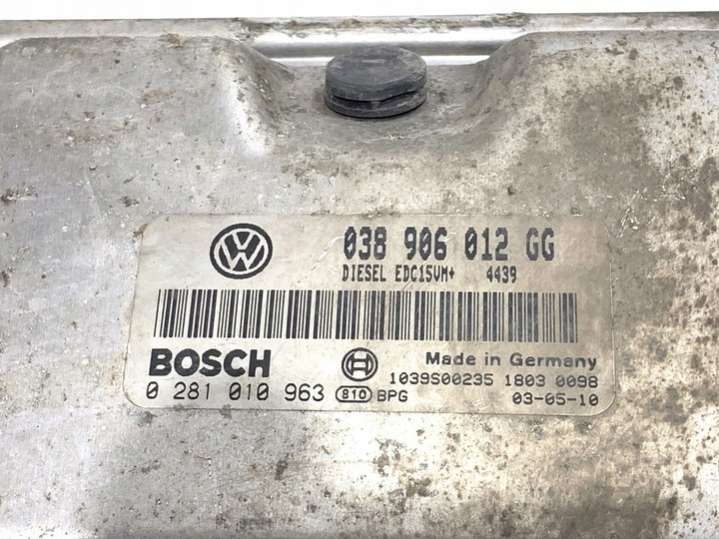 038 906 012 GG
DIESEL EDC15VM+ 4439
BOSCH
Made in Germany
0 281 010 963
810 BPG
1039S00235 1803 0098
03-05-10